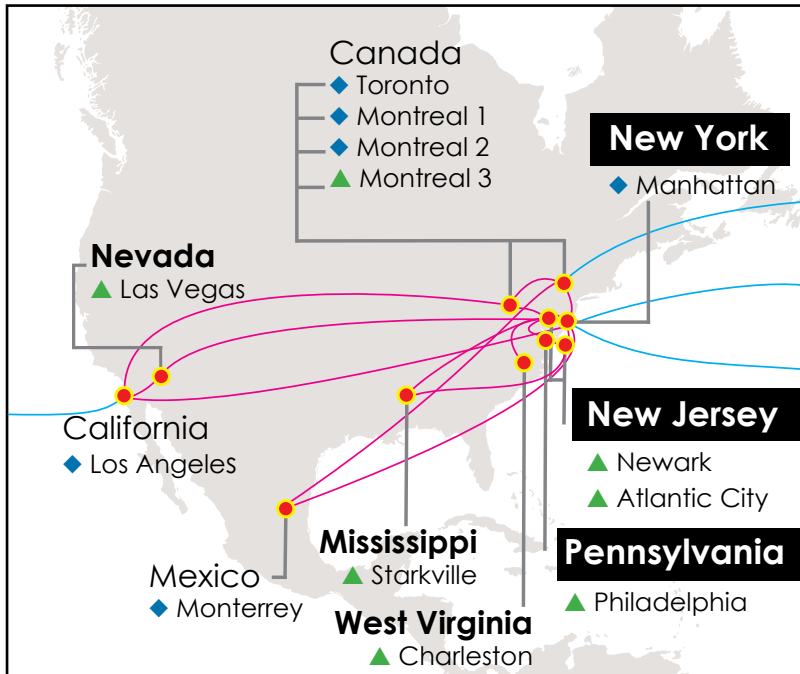 Canada
Toronto
Montreal 1
Montreal 2
Montreal 3
New York
Manhattan
Nevada
Las Vegas
California
Los Angeles
New Jersey
Newark
Atlantic City
Mississippi
Starkville
Pennsylvania
Philadelphia
Mexico
Monterrey
West Virginia
Charleston